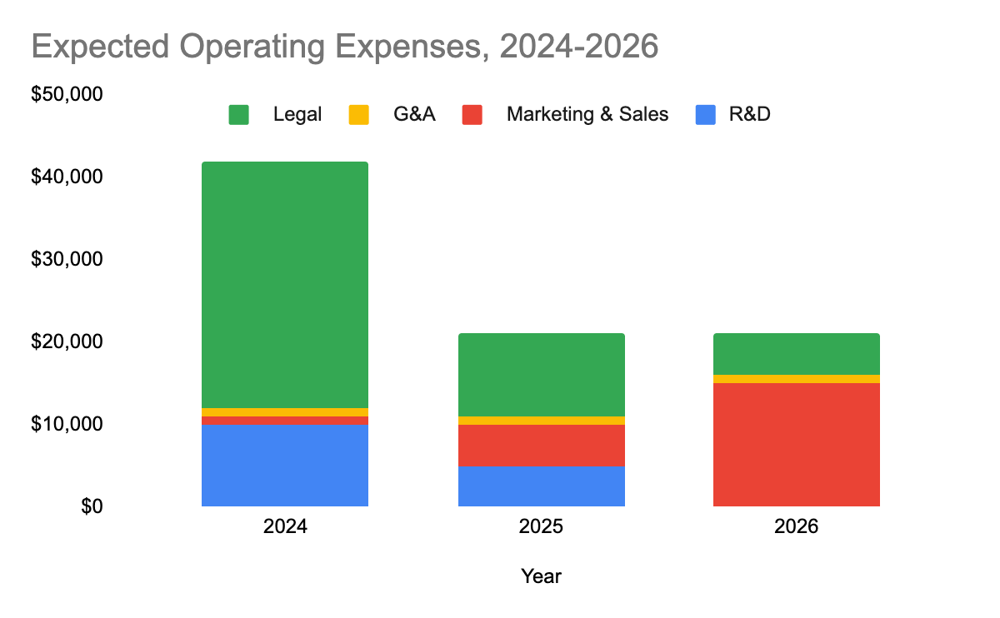 Expected Operating Expenses, 2024-2026
$50,000
Legal G&A Marketing & Sales R&D
$40,000
$30,000
$20,000
$10,000
$0
2024 2025 2026
Year